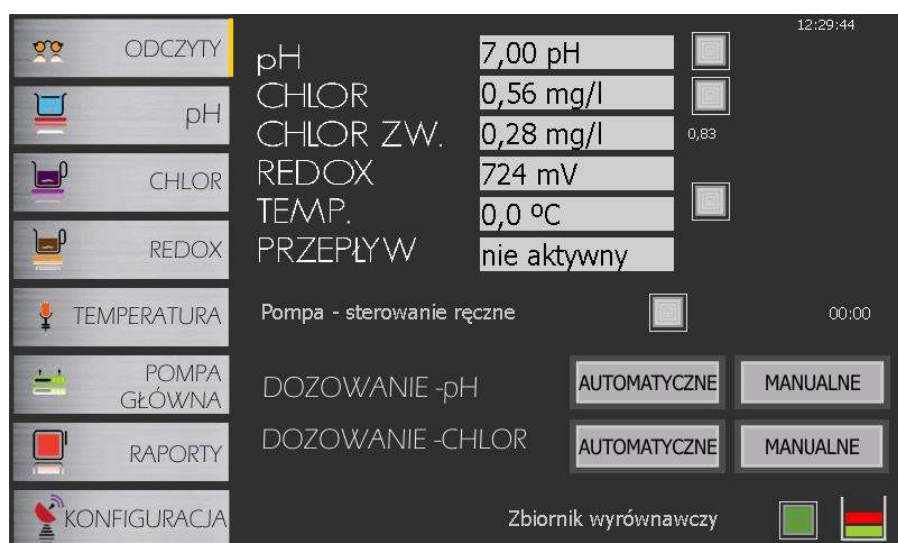 12:29:44
ODCZYTY
pH
CHLOR
REDOX
TEMPERATURA
POMPA
GŁÓWNA
RAPORTY
KONFIGURACJA
pH 7,00 pH
CHLOR 0,56 mg/l
CHLOR ZW. 0,28 mg/l 0,83
REDOX 724 mV
TEMP. 0,0 ºC
PRZEPŁYW nie aktywny
Pompa - sterowanie ręczne 00:00
DOZOWANIE -pH AUTOMATYCZNE MANUALNE
DOZOWANIE -CHLOR AUTOMATYCZNE MANUALNE
Zbiornik wyrównawczy